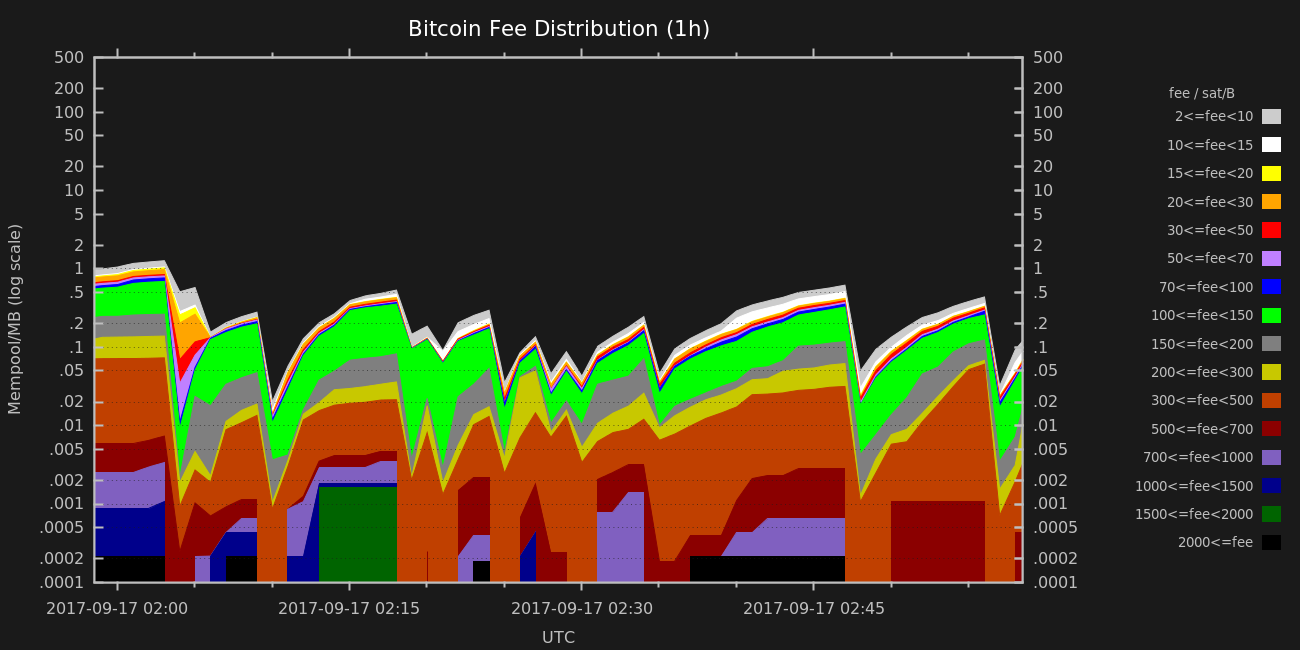 Bitcoin Fee Distribution (1h)
500 500
200 200
100 100
50 50
20 20
10 10
5 5
2 2
1 1
.5 .5
.2 .2
.1 .1
.05 .05
.02 .02
.01 .01
.005 .005
.002 .002
.001 .001
.0005 .0005
.0002 .0002
.0001 .0001
Mempool/MB (log scale)
2017-09-17 02:00 2017-09-17 02:15 2017-09-17 02:30 2017-09-17 02:45
UTC
fee / sat/B
2<=fee<10
10<=fee<15
15<=fee<20
20<=fee<30
30<=fee<50
50<=fee<70
70<=fee<100
100<=fee<150
150<=fee<200
200<=fee<300
300<=fee<500
500<=fee<700
700<=fee<1000
1000<=fee<1500
1500<=fee<2000
2000<=fee